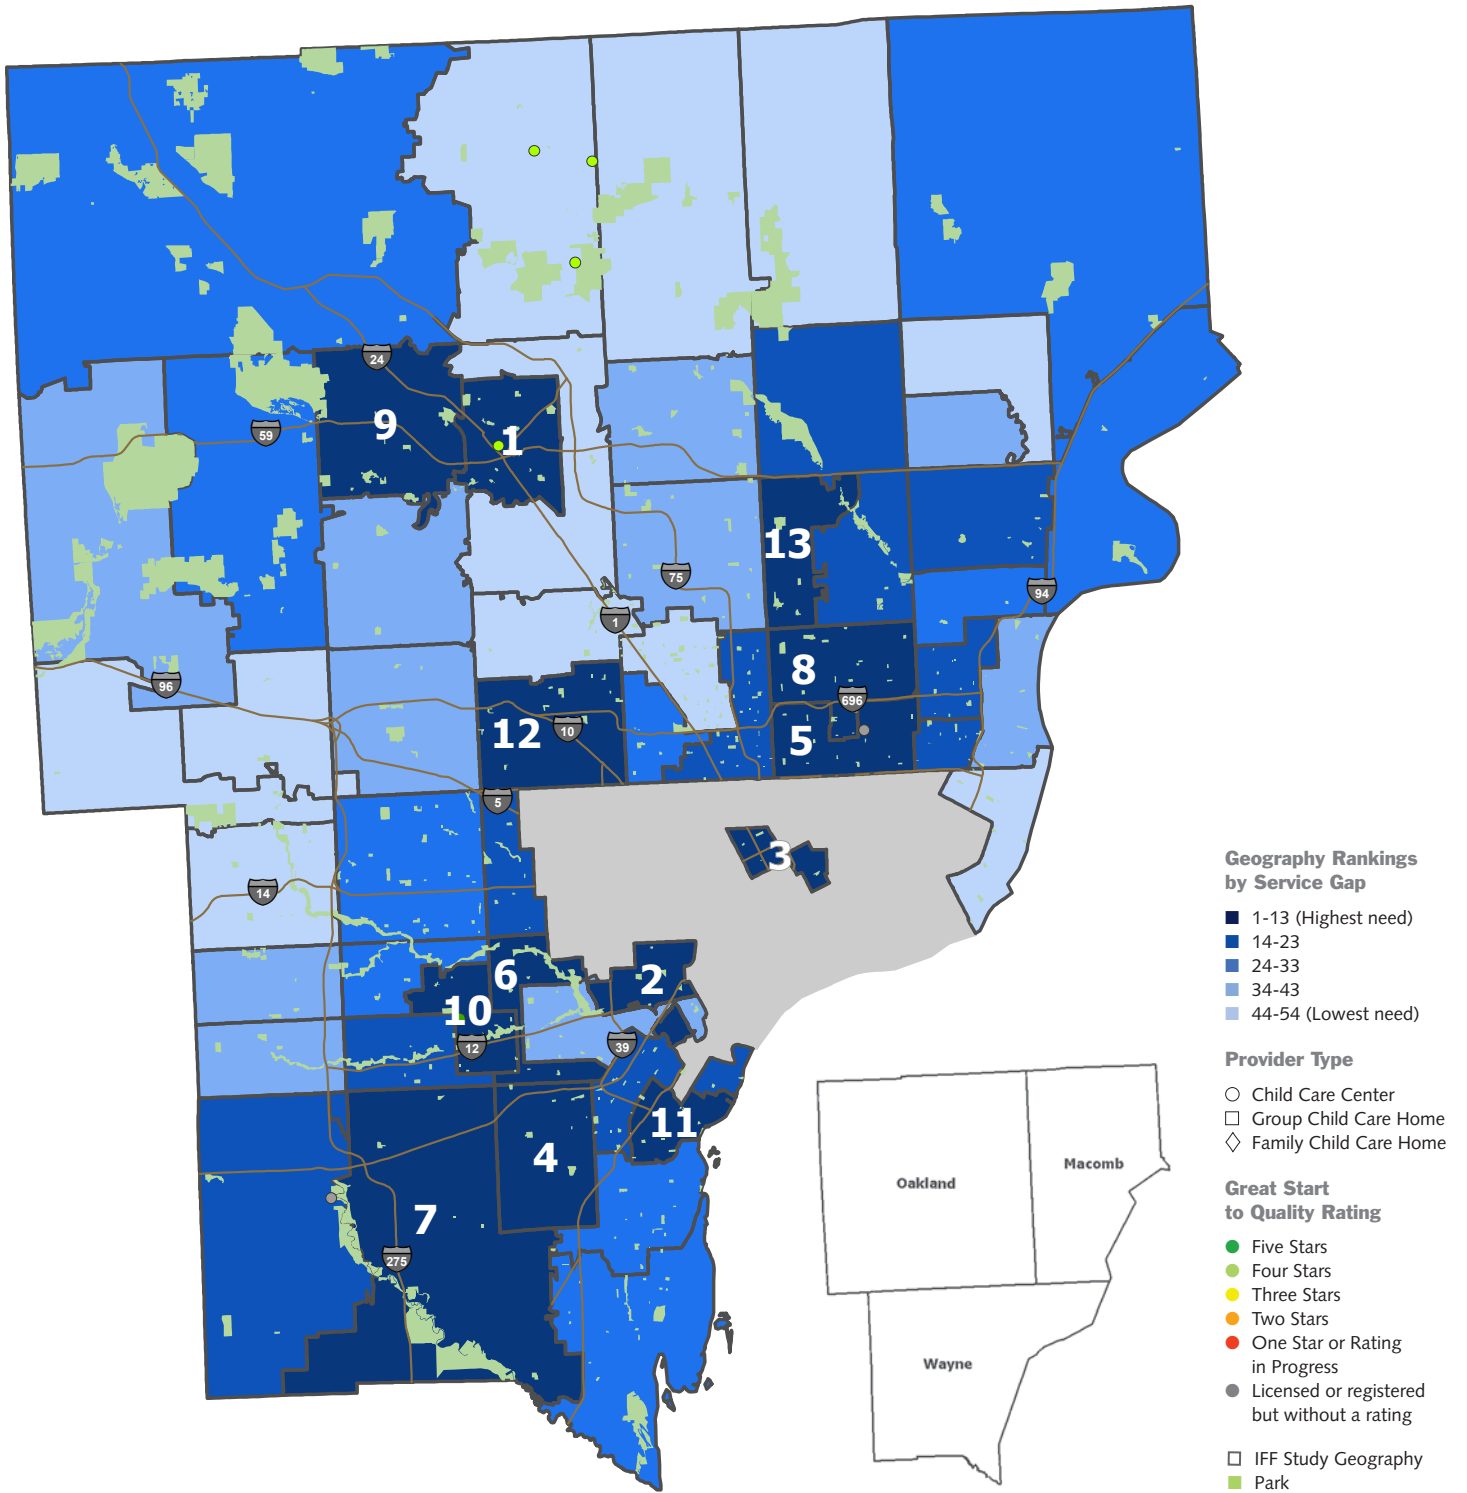 24
9
1
59
13
75
94
1
8
96
696
12
10
5
5
3
14
6
2
10
12
39
11
4
7
275
Geography Rankings
by Service Gap
1-13 (Highest need)
14-23
24-33
34-43
44-54 (Lowest need)
Provider Type
Child Care Center
Group Child Care Home
Family Child Care Home
Great Start
to Quality Rating
Five Stars
Four Stars
Three Stars
Two Stars
One Star or Rating
in Progress
Licensed or registered
but without a rating
IFF Study Geography
Park
Oakland
Macomb
Wayne